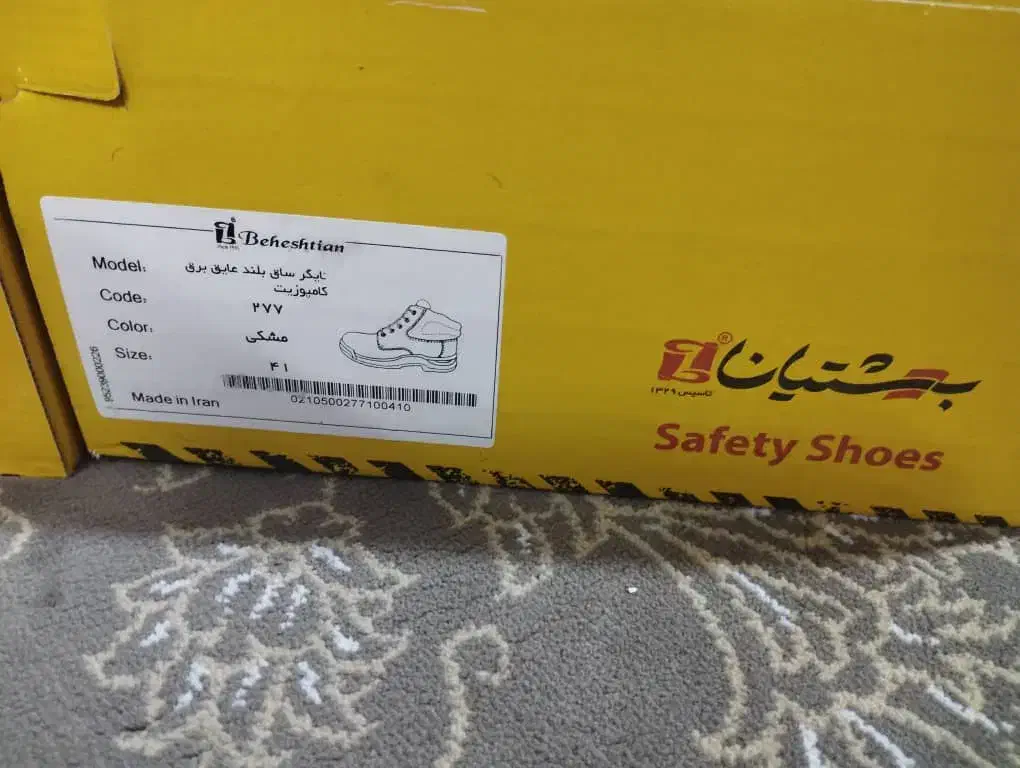 Beheshtian
Model: تایگر ساق بلند عایق برق
کامپوزیت
Code: ۲۷۷
Color: مشکی
Size: ۴۱
0210500277100410
Made in Iran
بهشتیان
®
تاسیس ۱۳۲۹
Safety Shoes